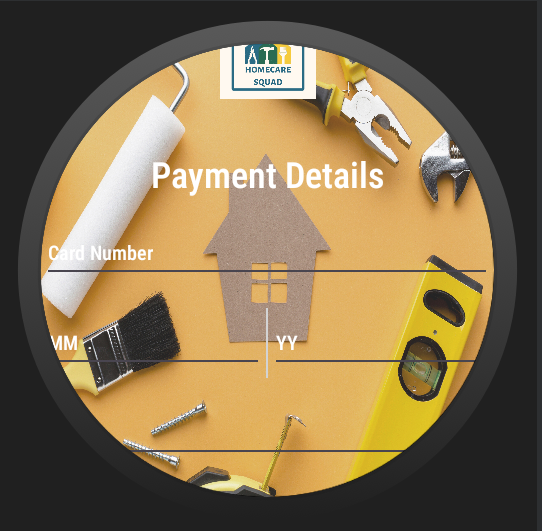 HOMECARE
SQUAD
Payment Details
Card Number
MM YY